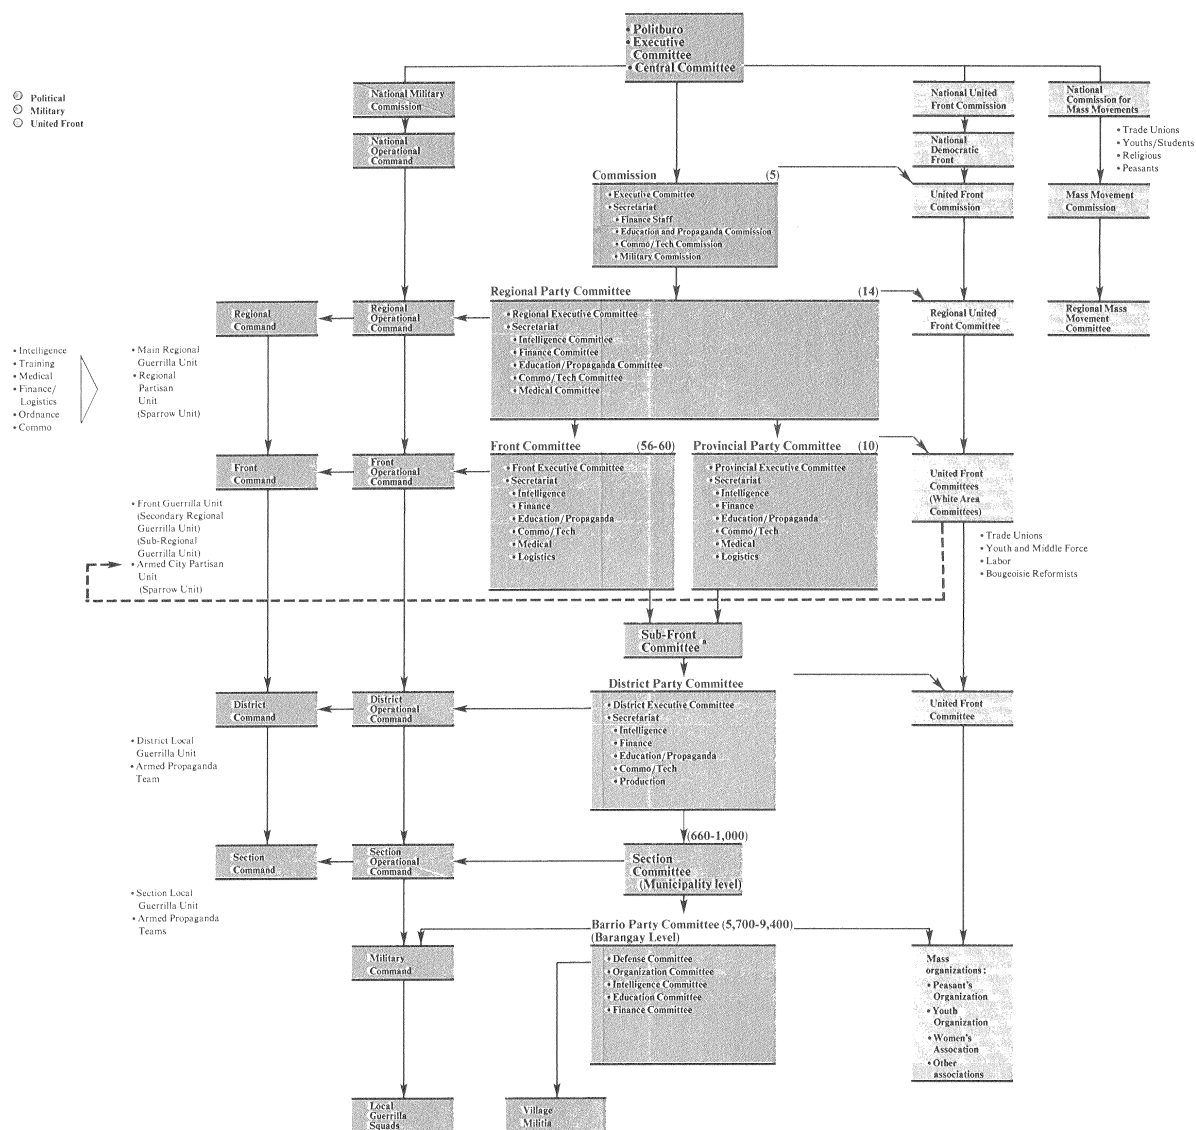 • Politburo
• Executive
Committee
• Central Committee
Political
Military
United Front
National Military
Commission
National United
Front Commission
National
Commission for
Mass Movements
• Trade Unions
• Youths/Students
• Religious
• Peasants
National
Operational
Command
National
Democratic
Front
Commission (5)
• Executive Committee
• Secretariat
• Finance Staff
• Education and Propaganda Commission
• Commo/Tech Commission
• Military Commission
United Front
Commission
Mass Movement
Commission
Regional Party Committee (14)
• Regional Executive Committee
• Secretariat
• Intelligence Committee
• Finance Committee
• Education/Propaganda Committee
• Commo/Tech Committee
• Medical Committee
Regional
Command
Regional
Operational
Command
Regional United
Front Committee
Regional Mass
Movement
Committee
• Intelligence
• Training
• Medical
• Finance/
Logistics
• Ordnance
• Commo
• Main Regional
Guerrilla Unit
• Regional
Partisan
Unit
(Sparrow Unit)
Front Committee (56-60)
• Front Executive Committee
• Secretariat
• Intelligence
• Finance
• Education/Propaganda
• Commo/Tech
• Medical
• Logistics
Provincial Party Committee (10)
• Provincial Executive Committee
• Secretariat
• Intelligence
• Finance
• Education/Propaganda
• Commo/Tech
• Medical
• Logistics
Front
Command
Front
Operational
Command
United Front
Committees
(White Area
Committees)
• Front Guerrilla Unit
(Secondary Regional
Guerrilla Unit)
(Sub-Regional
Guerrilla Unit)
• Armed City Partisan
Unit
(Sparrow Unit)
• Trade Unions
• Youth and Middle Force
• Labor
• Bougeoisie Reformists
Sub-Front
Committee a
District Party Committee
• District Executive Committee
• Secretariat
• Intelligence
• Finance
• Education/Propaganda
• Commo/Tech
• Production
District
Command
District
Operational
Command
United Front
Committee
• District Local
Guerrilla Unit
• Armed Propaganda
Team
(660-1,000)
Section
Committee
(Municipality level)
Section
Command
Section
Operational
Command
• Section Local
Guerrilla Unit
• Armed Propaganda
Teams
Barrio Party Committee (5,700-9,400)
(Barangay Level)
• Defense Committee
• Organization Committee
• Intelligence Committee
• Education Committee
• Finance Committee
Military
Command
Mass
organizations:
• Peasant's
Organization
• Youth
Organization
• Women's
Assocation
• Other
associations
Local
Guerrilla
Squads
Village
Militia